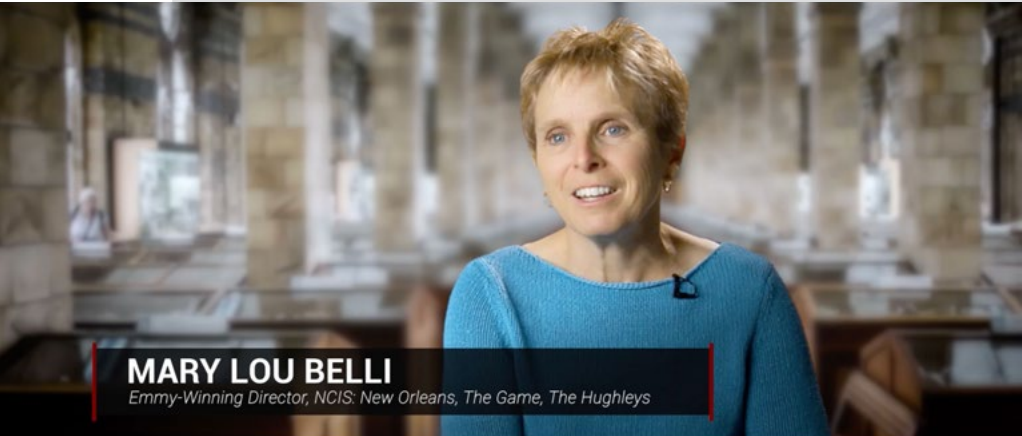 MARY LOU BELLI
Emmy-Winning Director, NCIS: New Orleans, The Game, The Hughleys